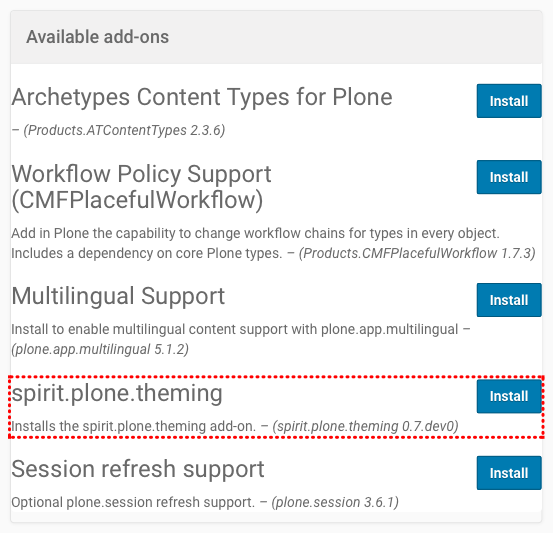 Available add-ons
Archetypes Content Types for Plone
Install
– (Products.ATContentTypes 2.3.6)
Workflow Policy Support
(CMFPlacefulWorkflow)
Install
Add in Plone the capability to change workflow chains for types in every object.
Includes a dependency on core Plone types. – (Products.CMFPlacefulWorkflow 1.7.3)
Multilingual Support
Install
Install to enable multilingual content support with plone.app.multilingual –
(plone.app.multilingual 5.1.2)
spirit.plone.theming
Install
Installs the spirit.plone.theming add-on. – (spirit.plone.theming 0.7.dev0)
Session refresh support
Install
Optional plone.session refresh support. – (plone.session 3.6.1)